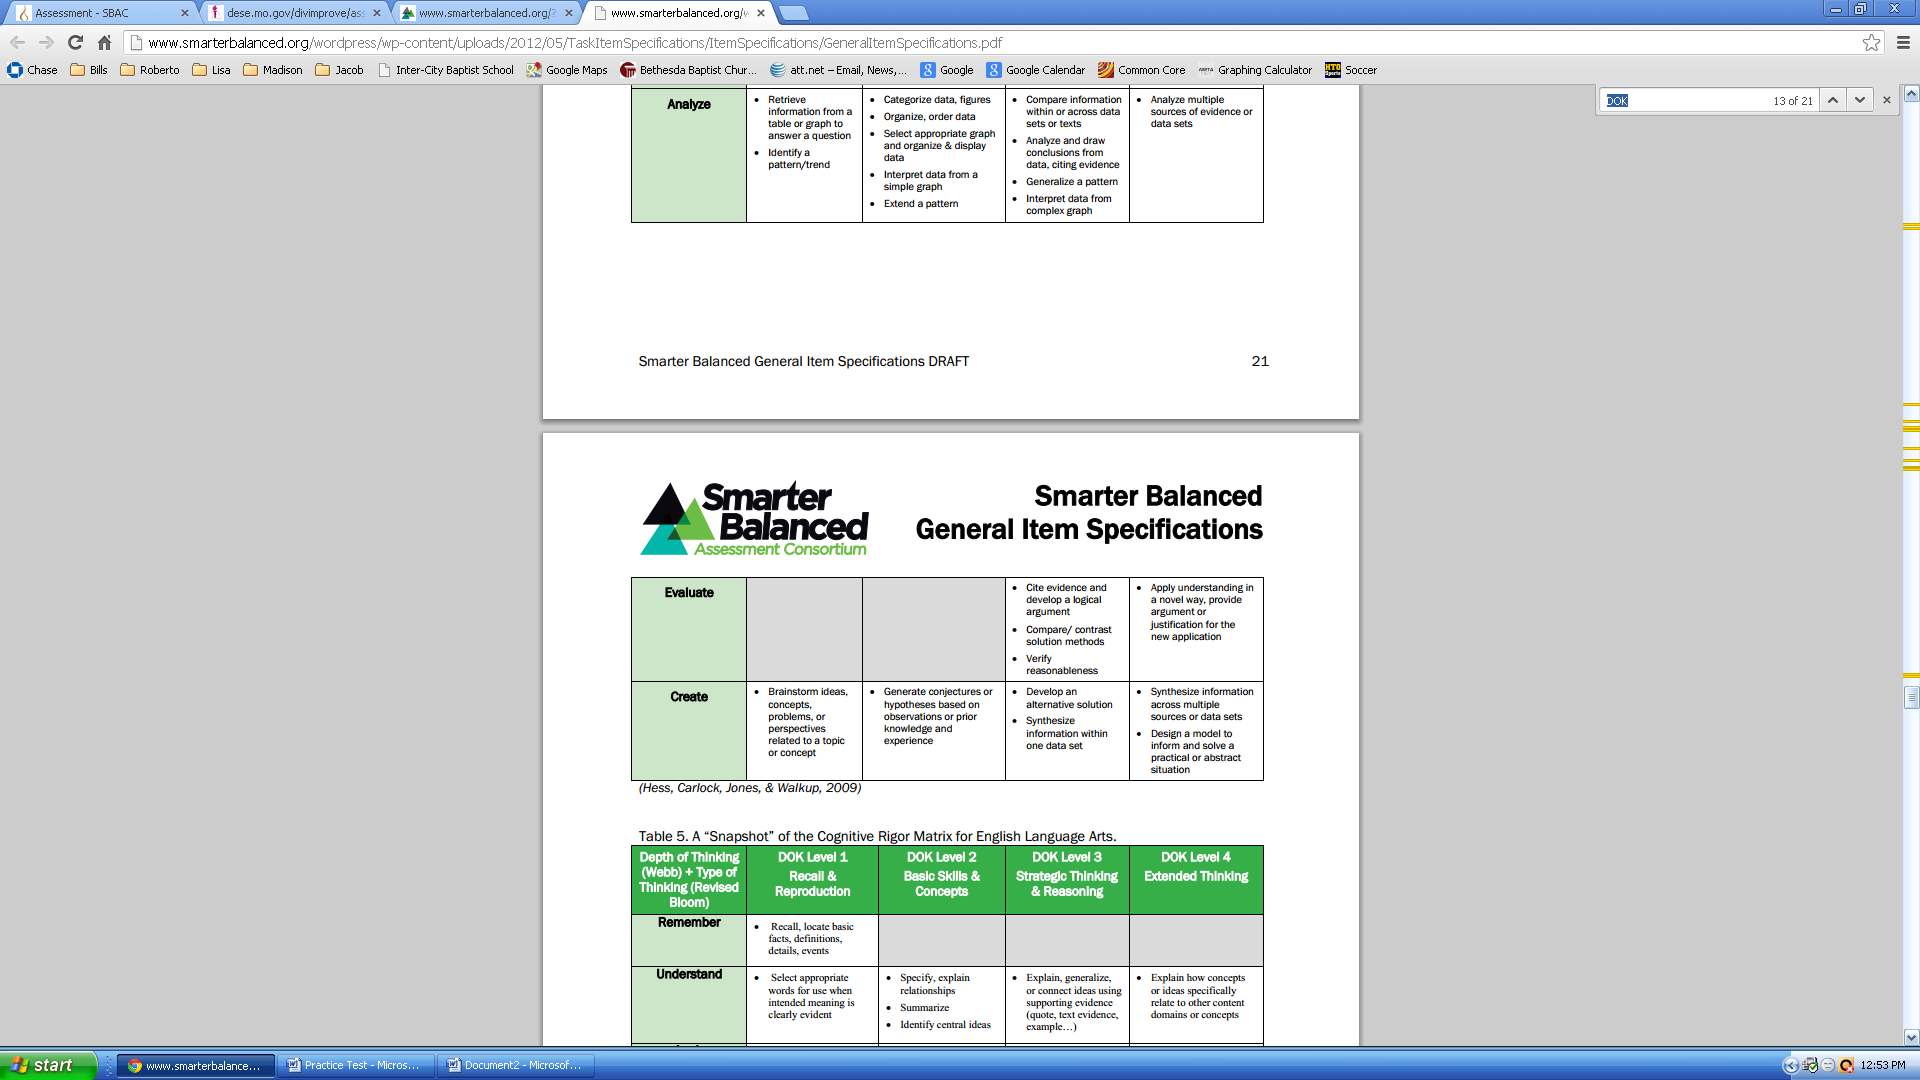 Assessment - SBAC
dese.mo.gov/divimprove/as
www.smarterbalanced.org/
www.smarterbalanced.org/
www.smarterbalanced.org/wordpress/wp-content/uploads/2012/05/TaskItemSpecifications/ItemSpecifications/GeneralItemSpecifications.pdf
Chase Bills Roberto Lisa Madison Jacob Inter-City Baptist School Google Maps Bethesda Baptist Chur... att.net – Email, News,... Google Google Calendar Common Core Graphing Calculator Soccer
DOK 13 of 21
Analyze
• Retrieve
information from a
table or graph to
answer a question
• Identify a
pattern/trend
• Categorize data, figures
• Organize, order data
• Select appropriate graph
and organize & display
data
• Interpret data from a
simple graph
• Extend a pattern
• Compare information
within or across data
sets or texts
• Analyze and draw
conclusions from
data, citing evidence
• Generalize a pattern
• Interpret data from
complex graph
• Analyze multiple
sources of evidence or
data sets
Smarter Balanced General Item Specifications DRAFT 21
Smarter
Balanced
Assessment Consortium
Smarter Balanced
General Item Specifications
Evaluate
• Cite evidence and
develop a logical
argument
• Compare/ contrast
solution methods
• Verify
reasonableness
• Apply understanding in
a novel way, provide
argument or
justification for the
new application
Create
• Brainstorm ideas,
concepts,
problems, or
perspectives
related to a topic
or concept
• Generate conjectures or
hypotheses based on
observations or prior
knowledge and
experience
• Develop an
alternative solution
• Synthesize
information within
one data set
• Synthesize information
across multiple
sources or data sets
• Design a model to
inform and solve a
practical or abstract
situation
(Hess, Carlock, Jones, & Walkup, 2009)
Table 5. A “Snapshot” of the Cognitive Rigor Matrix for English Language Arts.
Depth of Thinking
(Webb) + Type of
Thinking (Revised
Bloom)
DOK Level 1
Recall &
Reproduction
DOK Level 2
Basic Skills &
Concepts
DOK Level 3
Strategic Thinking
& Reasoning
DOK Level 4
Extended Thinking
Remember
• Recall, locate basic
facts, definitions,
details, events
Understand
• Select appropriate
words for use when
intended meaning is
clearly evident
• Specify, explain
relationships
• Summarize
• Identify central ideas
• Explain, generalize,
or connect ideas using
supporting evidence
(quote, text evidence,
example…)
• Explain how concepts
or ideas specifically
relate to other content
domains or concepts
start www.smarterbalance... Practice Test - Micros... Document2 - Microsof... 12:53 PM